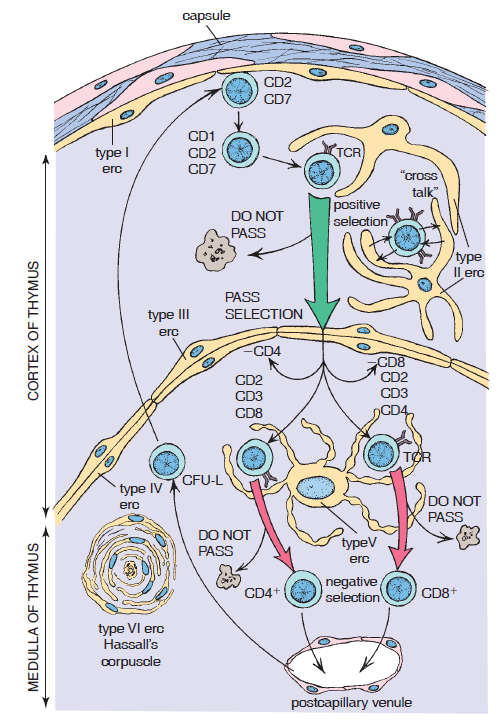 capsule
CD2
CD7
type I
erc
CD1
CD2
CD7
TCR
"cross
talk"
positive
selection
DO NOT
PASS
type
II erc
PASS
SELECTION
type III
erc
CORTEX OF THYMUS
−CD4
CD2
CD3
CD8
−CD8
CD2
CD3
CD4
TCR
CFU-L
type IV
erc
DO NOT
PASS
DO NOT
PASS
typeV
erc
CD4+
negative
selection
CD8+
MEDULLA OF THYMUS
type VI erc
Hassall's
corpuscle
postcapillary venule